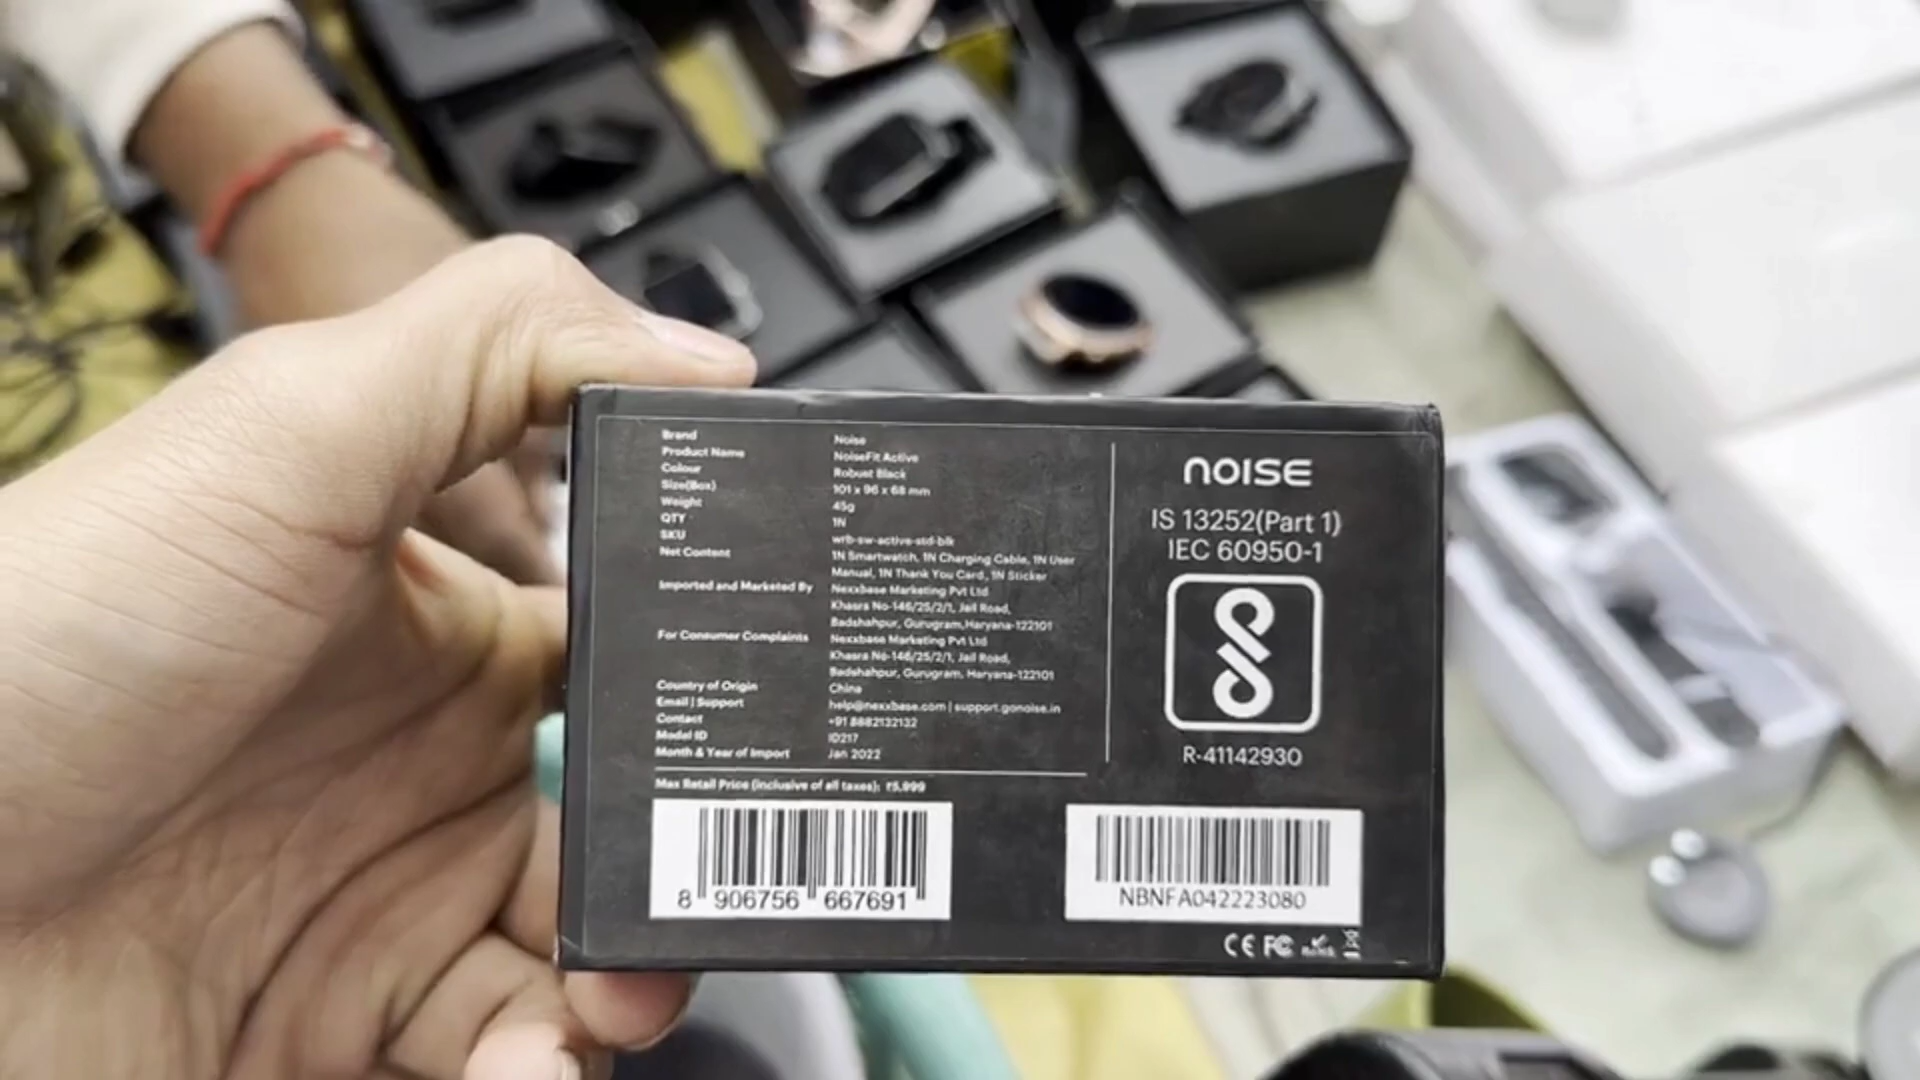 Brand Noise
Product Name NoiseFit Active
Colour Robust Black
Size(Box) 101 x 96 x 68 mm
Weight 45g
QTY 1N
SKU wrb-sw-active-std-blk
Net Content 1N Smartwatch, 1N Charging Cable, 1N User
Manual, 1N Thank You Card, 1N Sticker
Imported and Marketed By Nexxbase Marketing Pvt Ltd
Khasra No-146/25/2/1, Jail Road,
Badshahpur, Gurugram,Haryana-122101
For Consumer Complaints Nexxbase Marketing Pvt Ltd
Khasra No-146/25/2/1, Jail Road,
Badshahpur, Gurugram, Haryana-122101
Country of Origin China
Email | Support help@nexxbase.com | support.gonoise.in
Contact +91 8882132132
Model ID ID217
Month & Year of Import Jan 2022
Max Retail Price (inclusive of all taxes): ₹5,999
8 906756 667691
NOISE
IS 13252(Part 1)
IEC 60950-1
R-41142930
NBNFA042223080
CE FC RoHS